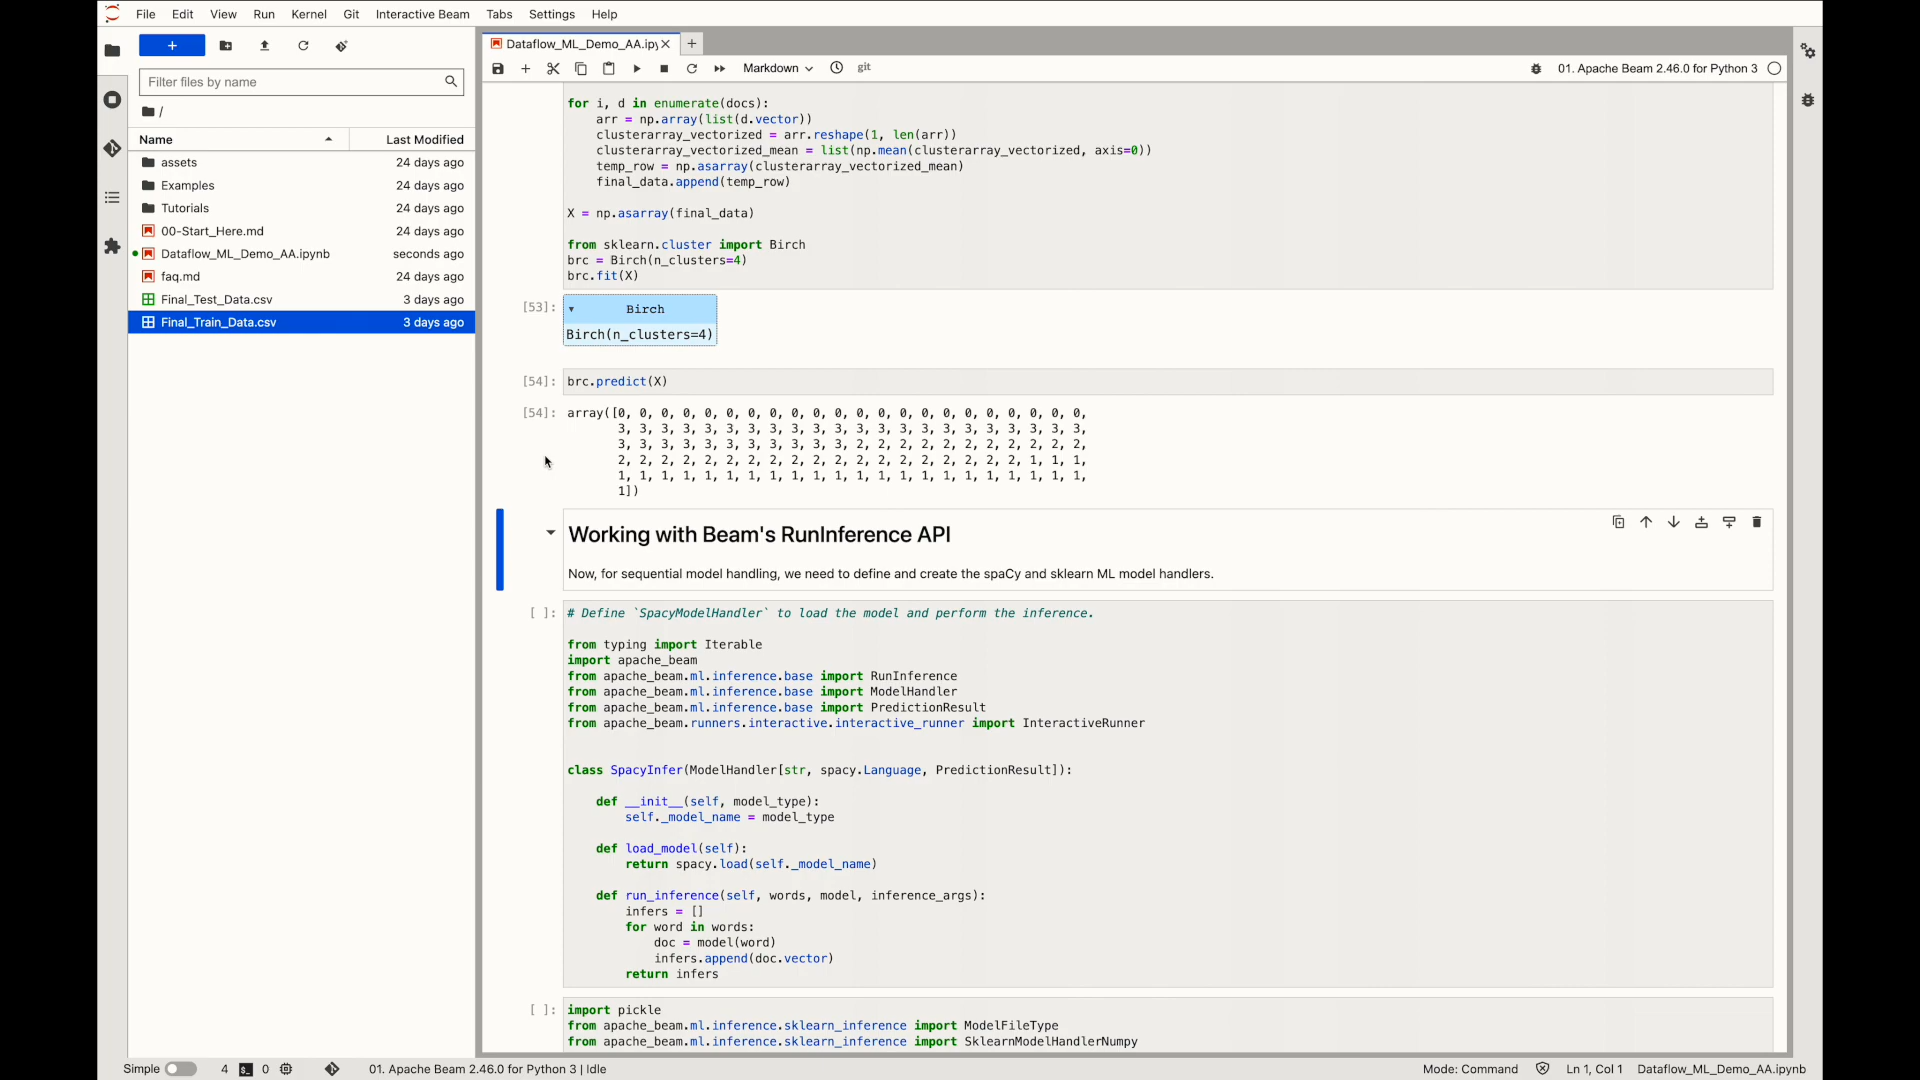 File Edit View Run Kernel Git Interactive Beam Tabs Settings Help
+
Filter files by name
/
Name Last Modified
assets 24 days ago
Examples 24 days ago
Tutorials 24 days ago
00-Start_Here.md 24 days ago
Dataflow_ML_Demo_AA.ipynb seconds ago
faq.md 24 days ago
Final_Test_Data.csv 3 days ago
Final_Train_Data.csv 3 days ago
Dataflow_ML_Demo_AA.ipy
Markdown git 01. Apache Beam 2.46.0 for Python 3
for i, d in enumerate(docs):
    arr = np.array(list(d.vector))
    clusterarray_vectorized = arr.reshape(1, len(arr))
    clusterarray_vectorized_mean = list(np.mean(clusterarray_vectorized, axis=0))
    temp_row = np.asarray(clusterarray_vectorized_mean)
    final_data.append(temp_row)
X = np.asarray(final_data)
from sklearn.cluster import Birch
brc = Birch(n_clusters=4)
brc.fit(X)
[53]: Birch
Birch(n_clusters=4)
[54]: brc.predict(X)
[54]: array([0, 0, 0, 0, 0, 0, 0, 0, 0, 0, 0, 0, 0, 0, 0, 0, 0, 0, 0, 0, 0, 0,
3, 3, 3, 3, 3, 3, 3, 3, 3, 3, 3, 3, 3, 3, 3, 3, 3, 3, 3, 3, 3, 3,
3, 3, 3, 3, 3, 3, 3, 3, 3, 3, 3, 2, 2, 2, 2, 2, 2, 2, 2, 2, 2, 2,
2, 2, 2, 2, 2, 2, 2, 2, 2, 2, 2, 2, 2, 2, 2, 2, 2, 2, 2, 1, 1, 1,
1, 1, 1, 1, 1, 1, 1, 1, 1, 1, 1, 1, 1, 1, 1, 1, 1, 1, 1, 1, 1, 1,
1])
Working with Beam's RunInference API
Now, for sequential model handling, we need to define and create the spaCy and sklearn ML model handlers.
[ ]: # Define `SpacyModelHandler` to load the model and perform the inference.
from typing import Iterable
import apache_beam
from apache_beam.ml.inference.base import RunInference
from apache_beam.ml.inference.base import ModelHandler
from apache_beam.ml.inference.base import PredictionResult
from apache_beam.runners.interactive.interactive_runner import InteractiveRunner
class SpacyInfer(ModelHandler[str, spacy.Language, PredictionResult]):
    def __init__(self, model_type):
        self._model_name = model_type
    def load_model(self):
        return spacy.load(self._model_name)
    def run_inference(self, words, model, inference_args):
        infers = []
        for word in words:
            doc = model(word)
            infers.append(doc.vector)
        return infers
[ ]: import pickle
from apache_beam.ml.inference.sklearn_inference import ModelFileType
from apache_beam.ml.inference.sklearn_inference import SklearnModelHandlerNumpy
Simple 4 0 01. Apache Beam 2.46.0 for Python 3 | Idle Mode: Command Ln 1, Col 1 Dataflow_ML_Demo_AA.ipynb